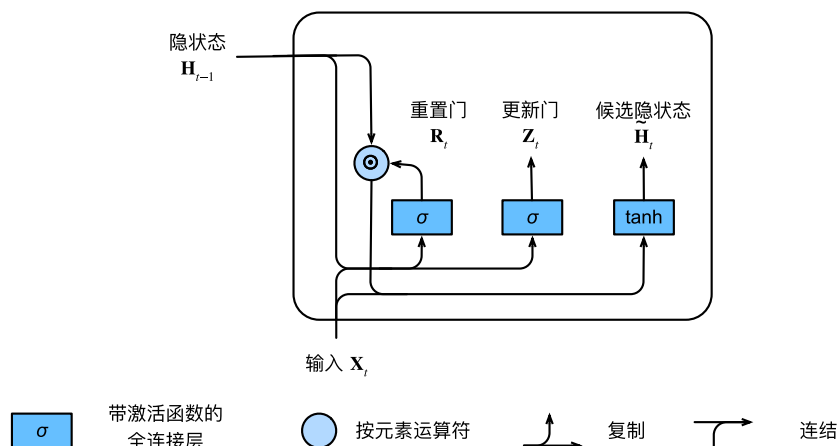 隐状态
H_{t−1}
重置门
R_t
更新门
Z_t
候选隐状态
H̃_t
⊙
σ
σ
tanh
输入 X_t
σ
带激活函数的
全连接层
按元素运算符
复制
连结